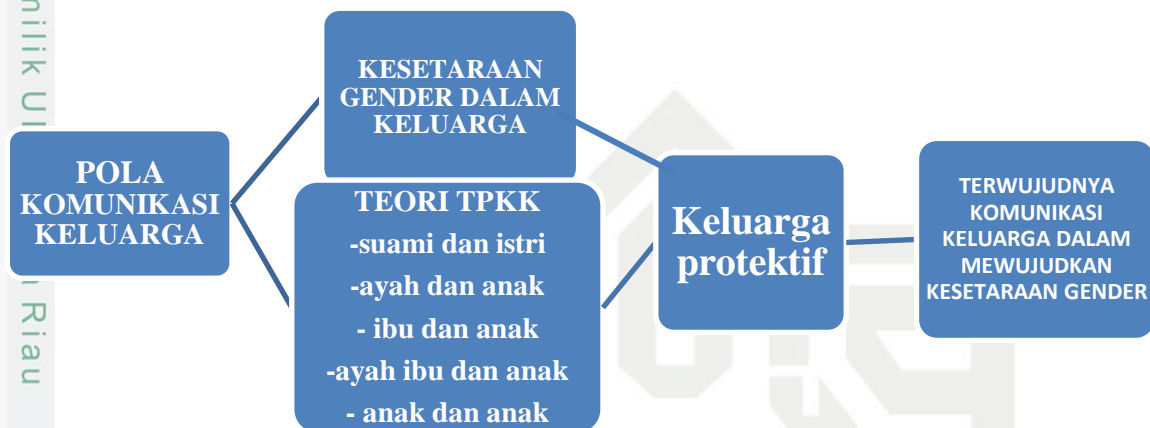 POLA
KOMUNIKASI
KELUARGA
KESETARAAN
GENDER DALAM
KELUARGA
TEORI TPKK
-suami dan istri
-ayah dan anak
- ibu dan anak
-ayah ibu dan anak
- anak dan anak
Keluarga
protektif
TERWUJUDNYA
KOMUNIKASI
KELUARGA DALAM
MEWUJUDKAN
KESETARAAN GENDER
Riau